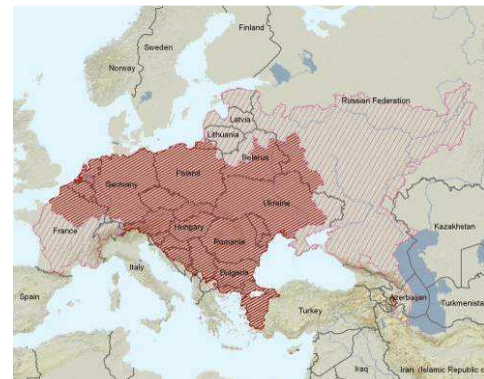 Finland
Sweden
Norway
Russian Federation
Latvia
Lithuania
Belarus
Poland
Germany
Ukraine
France
Hungary
Kazakhstan
Romania
Italy
Bulgaria
Spain
Azerbaijan
Turkmenista
Turkey
Iraq
Iran (Islamic Republic o